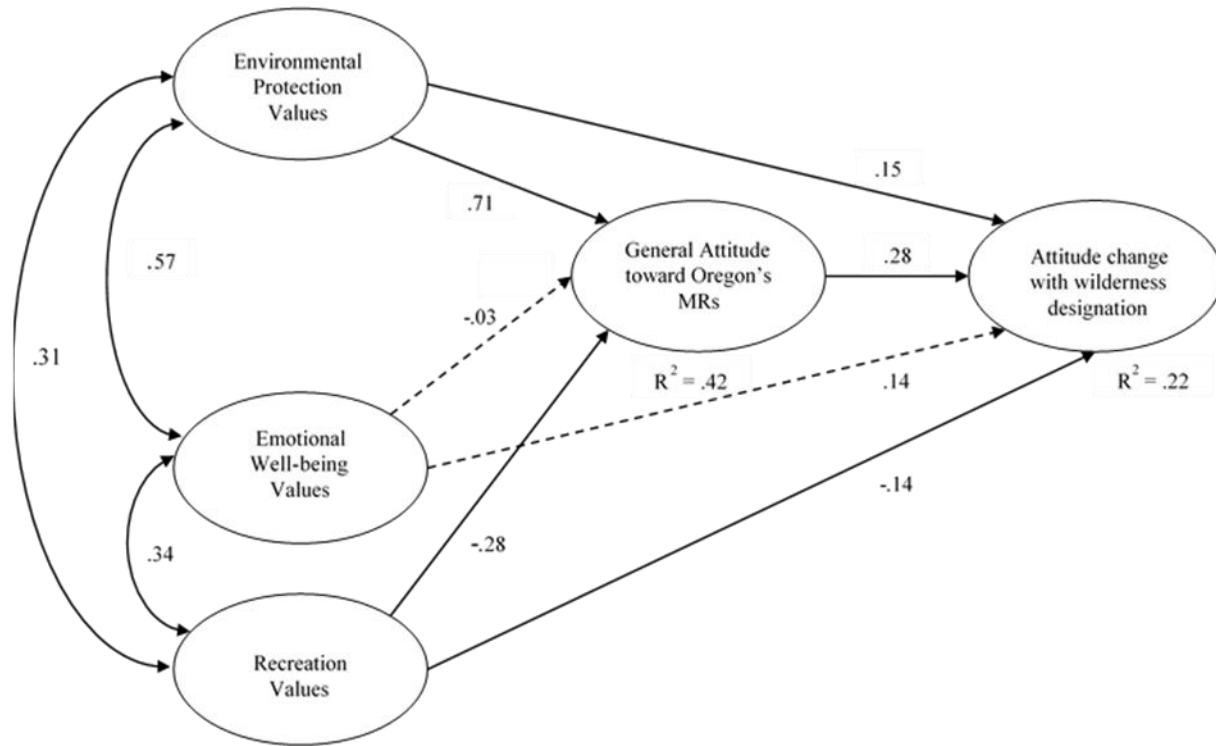 Environmental
Protection
Values
.15
.71
General Attitude
toward Oregon's
MRs
.28
Attitude change
with wilderness
designation
.57
-.03
.31
R² = .42
.14
R² = .22
Emotional
Well-being
Values
-.14
.34
-.28
Recreation
Values